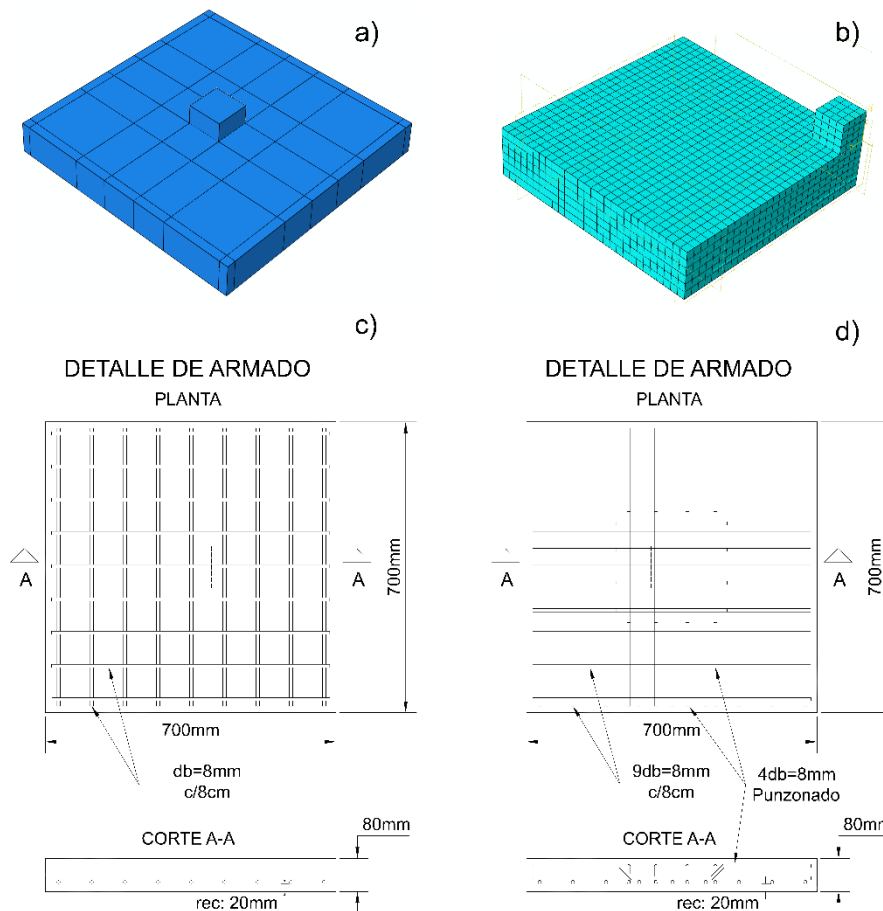 a)
b)
c)
d)
DETALLE DE ARMADO
PLANTA
A
A
700mm
700mm
db=8mm
c/8cm
CORTE A-A
80mm
rec: 20mm
DETALLE DE ARMADO
PLANTA
A
A
700mm
700mm
9db=8mm
c/8cm
4db=8mm
Punzonado
CORTE A-A
80mm
rec: 20mm